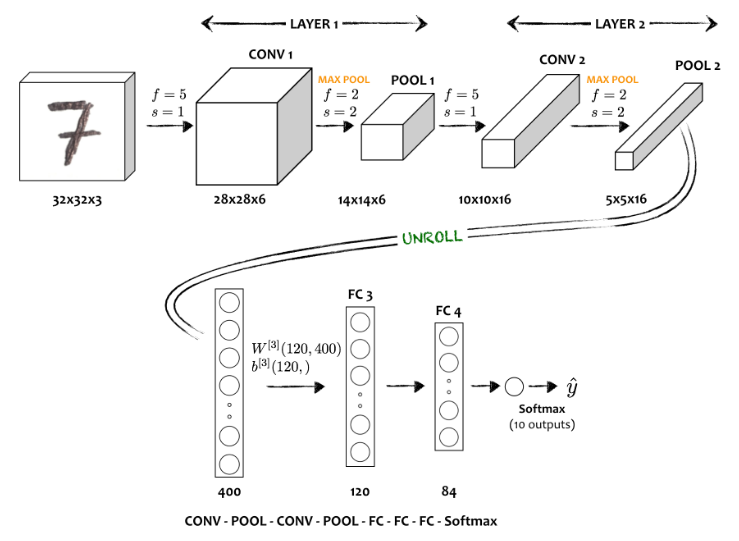 LAYER 1
LAYER 2
CONV 1
MAX POOL
POOL 1
CONV 2
MAX POOL
POOL 2
f = 5
s = 1
f = 2
s = 2
f = 5
s = 1
f = 2
s = 2
7
32x32x3
28x28x6
14x14x6
10x10x16
5x5x16
UNROLL
FC 3
FC 4
W^[3](120, 400)
b^[3](120, )
ŷ
Softmax
(10 outputs)
400
120
84
CONV - POOL - CONV - POOL - FC - FC - FC - Softmax